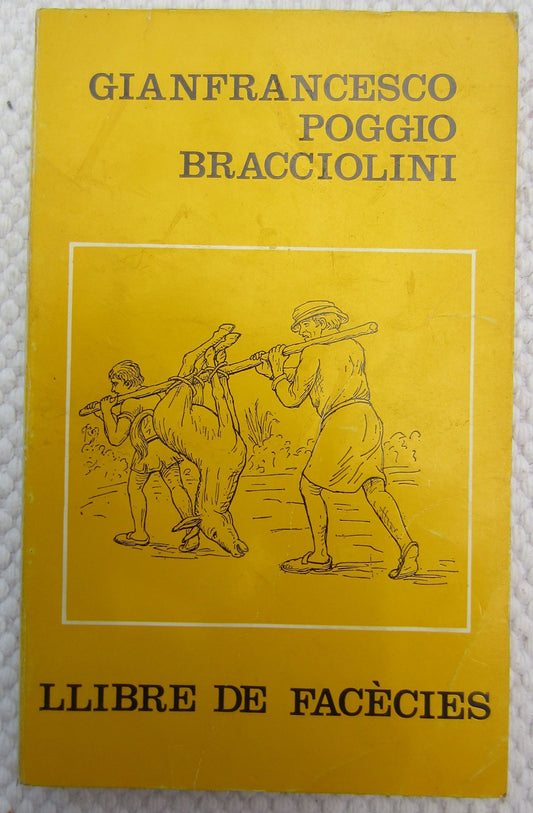 GIANFRANCESCO
POGGIO
BRACCIOLINI
LLIBRE DE FACÈCIES